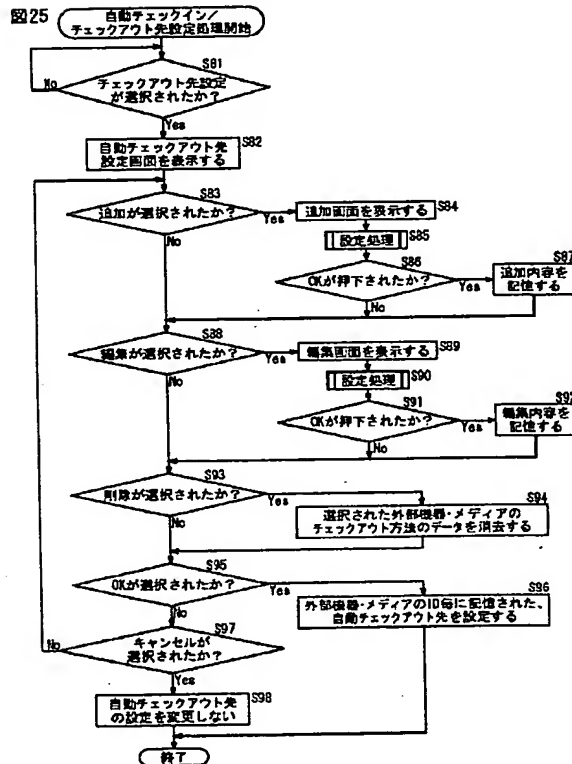 図25
自動チェックイン/
チェックアウト先設定処理開始
S81
チェックアウト先設定
が選択されたか?
No
Yes
自動チェックアウト先
設定画面を表示する
S82
S83
追加が選択されたか?
Yes
No
追加画面を表示する
S84
設定処理
S85
S86
OKが押下されたか?
Yes
No
S87
追加内容を
記憶する
S88
編集が選択されたか?
Yes
No
編集画面を表示する
S89
設定処理
S90
S91
OKが押下されたか?
Yes
No
S92
編集内容を
記憶する
S93
削除が選択されたか?
Yes
No
S94
選択された外部機器・メディアの
チェックアウト方法のデータを消去する
S95
OKが選択されたか?
Yes
No
S96
外部機器・メディアのID毎に記憶された、
自動チェックアウト先を設定する
S97
キャンセルが
選択されたか?
No
Yes
自動チェックアウト先
の設定を変更しない
S98
終了